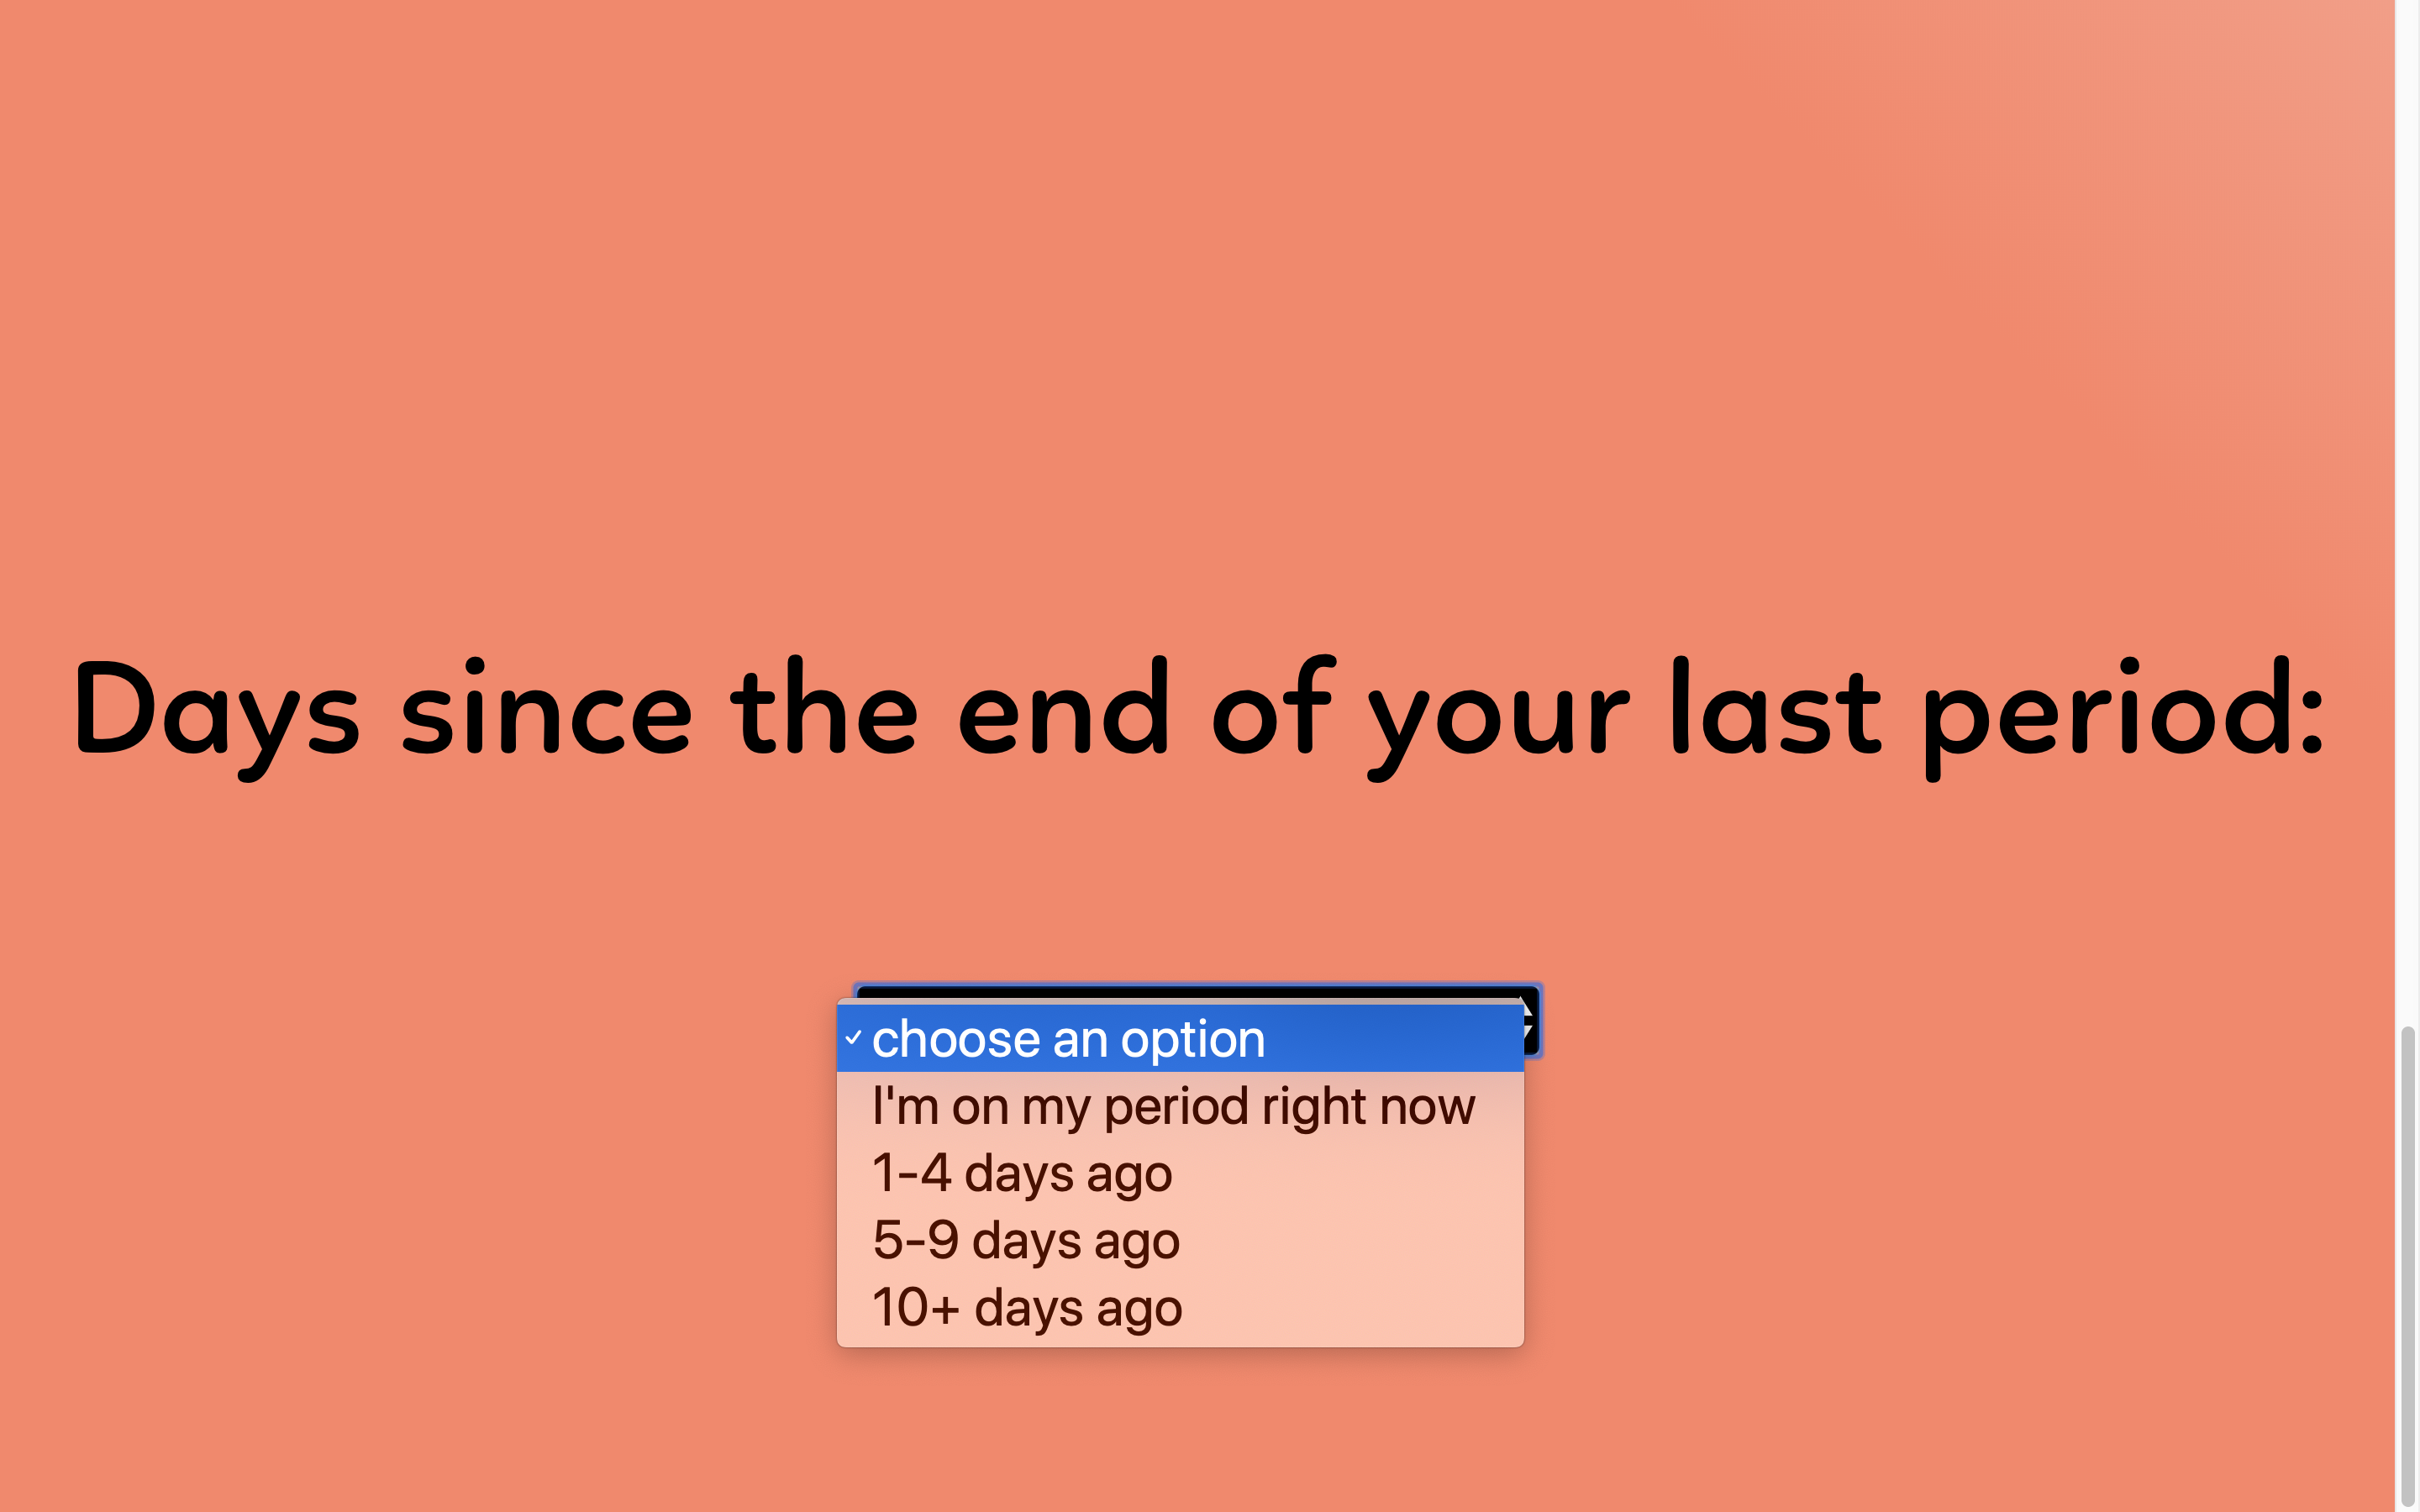 Days since the end of your last period:
choose an option
I'm on my period right now
1-4 days ago
5-9 days ago
10+ days ago